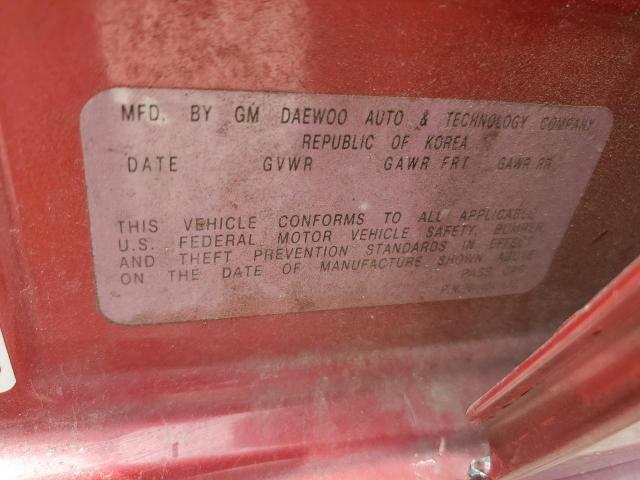 MFD. BY GM DAEWOO AUTO & TECHNOLOGY COMPANY
REPUBLIC OF KOREA
DATE GVWR GAWR FRT GAWR RR
THIS VEHICLE CONFORMS TO ALL APPLICABLE
U.S. FEDERAL MOTOR VEHICLE SAFETY, BUMPER,
AND THEFT PREVENTION STANDARDS IN EFFECT
ON THE DATE OF MANUFACTURE SHOWN ABOVE
PASS CAR